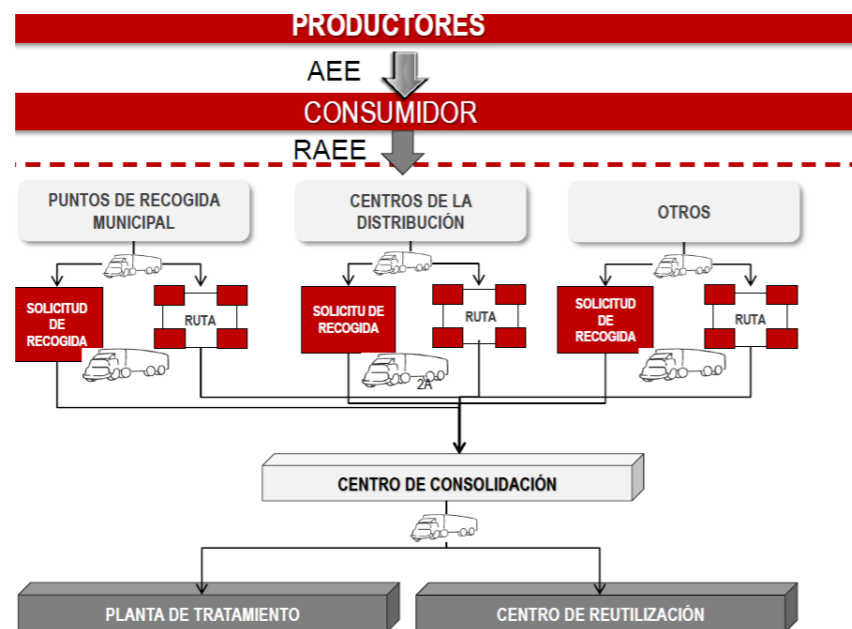 PRODUCTORES
AEE
CONSUMIDOR
RAEE
PUNTOS DE RECOGIDA
MUNICIPAL
CENTROS DE LA
DISTRIBUCIÓN
OTROS
SOLICITUD
DE
RECOGIDA
RUTA
SOLICITU DE
RECOGIDA
RUTA
SOLICITUD
DE
RECOGIDA
RUTA
2A
CENTRO DE CONSOLIDACIÓN
PLANTA DE TRATAMIENTO
CENTRO DE REUTILIZACIÓN